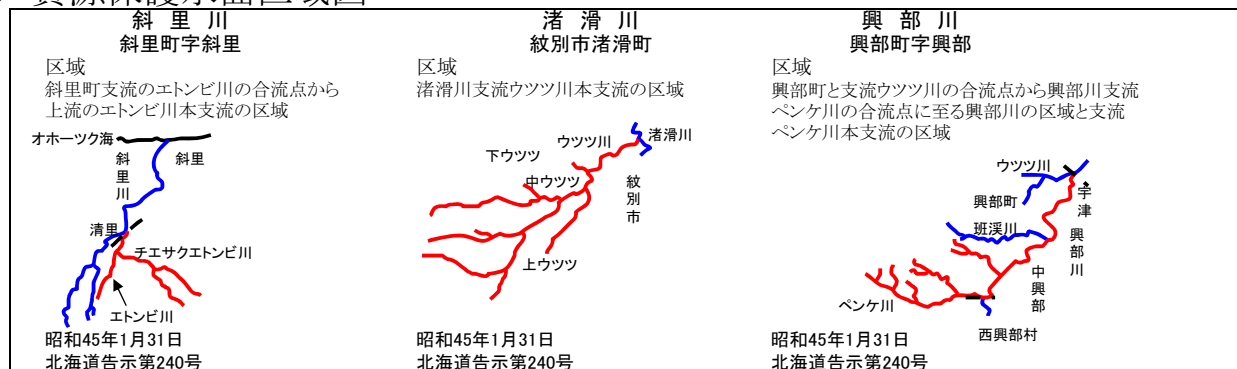 資源保護水面区域図
斜里川
斜里町字斜里
区域
斜里町支流のエトンビ川の合流点から
上流のエトンビ川本支流の区域
オホーツク海
斜里川
斜里
清里
チエサクエトンビ川
エトンビ川
昭和45年1月31日
北海道告示第240号
渚滑川
紋別市渚滑町
区域
渚滑川支流ウツツ川本支流の区域
渚滑川
ウツツ川
下ウツツ
中ウツツ
紋別市
上ウツツ
昭和45年1月31日
北海道告示第240号
興部川
興部町字興部
区域
興部町と支流ウツツ川の合流点から興部川支流
ペンケ川の合流点に至る興部川の区域と支流
ペンケ川本支流の区域
ウツツ川
宇津
興部町
班渓川
興部川
中興部
ペンケ川
西興部村
昭和45年1月31日
北海道告示第240号